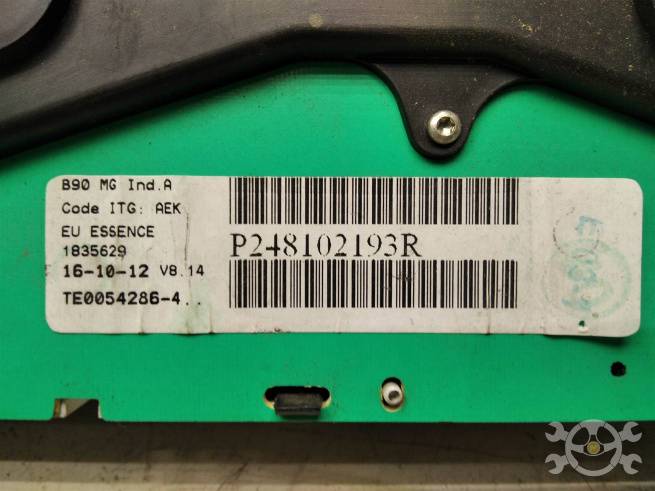 B90 MG Ind.A
Code ITG: AEK
EU ESSENCE
1835629
16-10-12 V8.14
TE0054286-4..
P248102193R